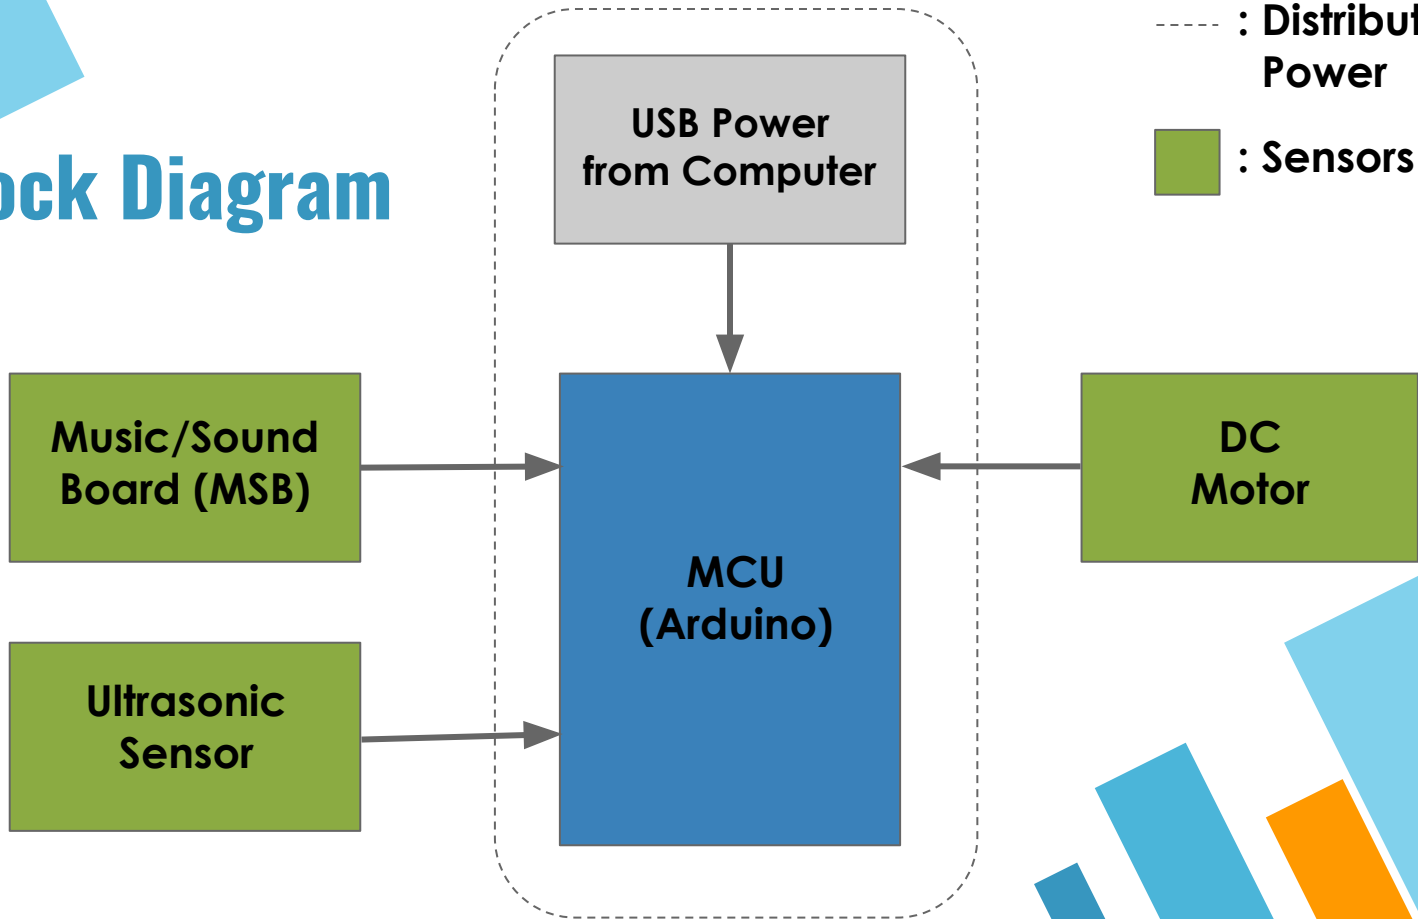 ock Diagram
USB Power
from Computer
: Distribut
Power
: Sensors
Music/Sound
Board (MSB)
DC
Motor
MCU
(Arduino)
Ultrasonic
Sensor